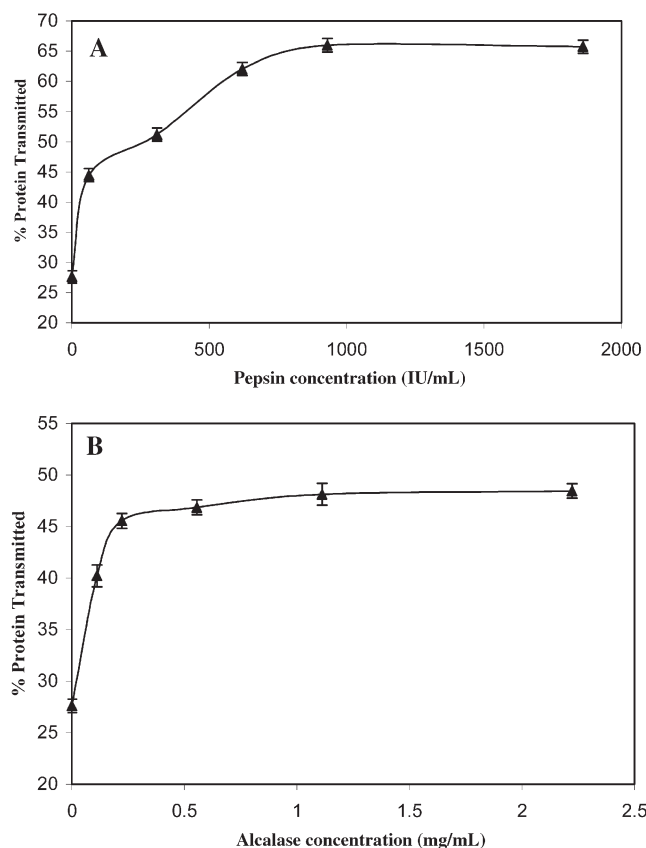 A
% Protein Transmitted
70
65
60
55
50
45
40
35
30
25
20
0 500 1000 1500 2000
Pepsin concentration (IU/mL)
B
% Protein Transmitted
55
50
45
40
35
30
25
20
0 0.5 1 1.5 2 2.5
Alcalase concentration (mg/mL)